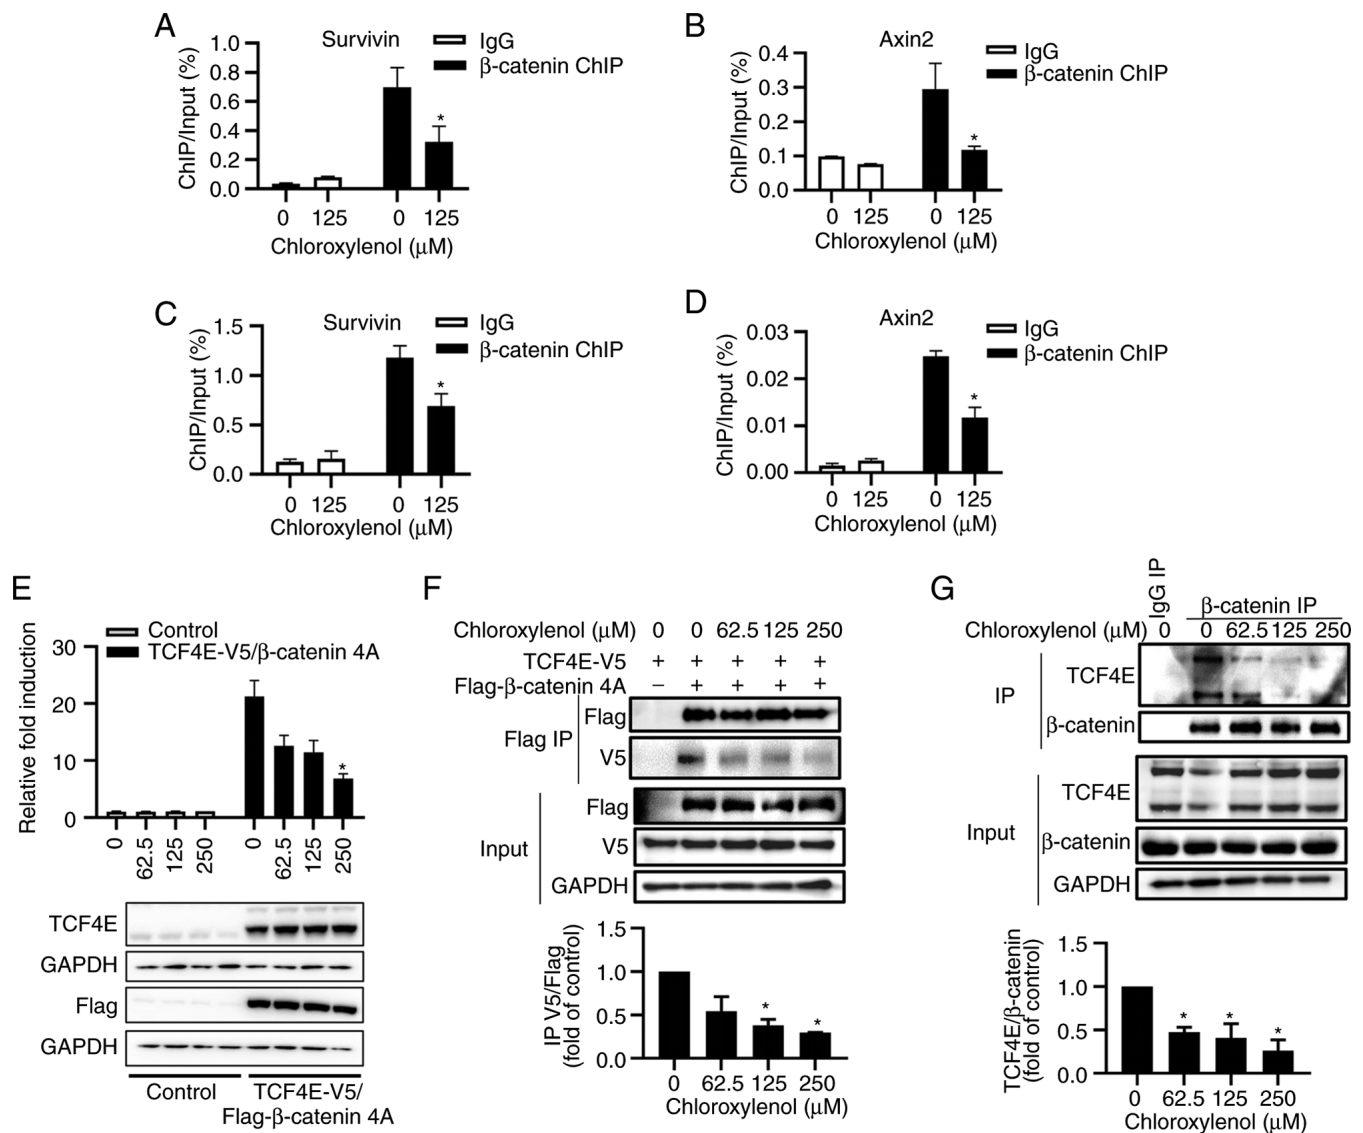 A
Survivin
IgG
β-catenin ChIP
ChIP/Input (%)
1.0
0.8
0.6
0.4
0.2
0.0
*
0 125 0 125
Chloroxylenol (μM)
B
Axin2
IgG
β-catenin ChIP
ChIP/Input (%)
0.4
0.3
0.2
0.1
0.0
*
0 125 0 125
Chloroxylenol (μM)
C
Survivin
IgG
β-catenin ChIP
ChIP/Input (%)
1.5
1.0
0.5
0.0
*
0 125 0 125
Chloroxylenol (μM)
D
Axin2
IgG
β-catenin ChIP
ChIP/Input (%)
0.03
0.02
0.01
0.00
*
0 125 0 125
Chloroxylenol (μM)
E
Control
TCF4E-V5/β-catenin 4A
Relative fold induction
30
20
10
0
*
0 62.5 125 250 0 62.5 125 250
TCF4E
GAPDH
Flag
GAPDH
Control
TCF4E-V5/
Flag-β-catenin 4A
F
Chloroxylenol (μM) 0 0 62.5 125 250
TCF4E-V5 + + + + +
Flag-β-catenin 4A − + + + +
Flag IP
Flag
V5
Input
Flag
V5
GAPDH
IP V5/Flag
(fold of control)
1.5
1.0
0.5
0.0
* *
0 62.5 125 250
Chloroxylenol (μM)
G
IgG IP
β-catenin IP
Chloroxylenol (μM) 0 0 62.5 125 250
IP
TCF4E
β-catenin
Input
TCF4E
β-catenin
GAPDH
TCF4E/β-catenin
(fold of control)
1.5
1.0
0.5
0.0
* * *
0 62.5 125 250
Chloroxylenol (μM)